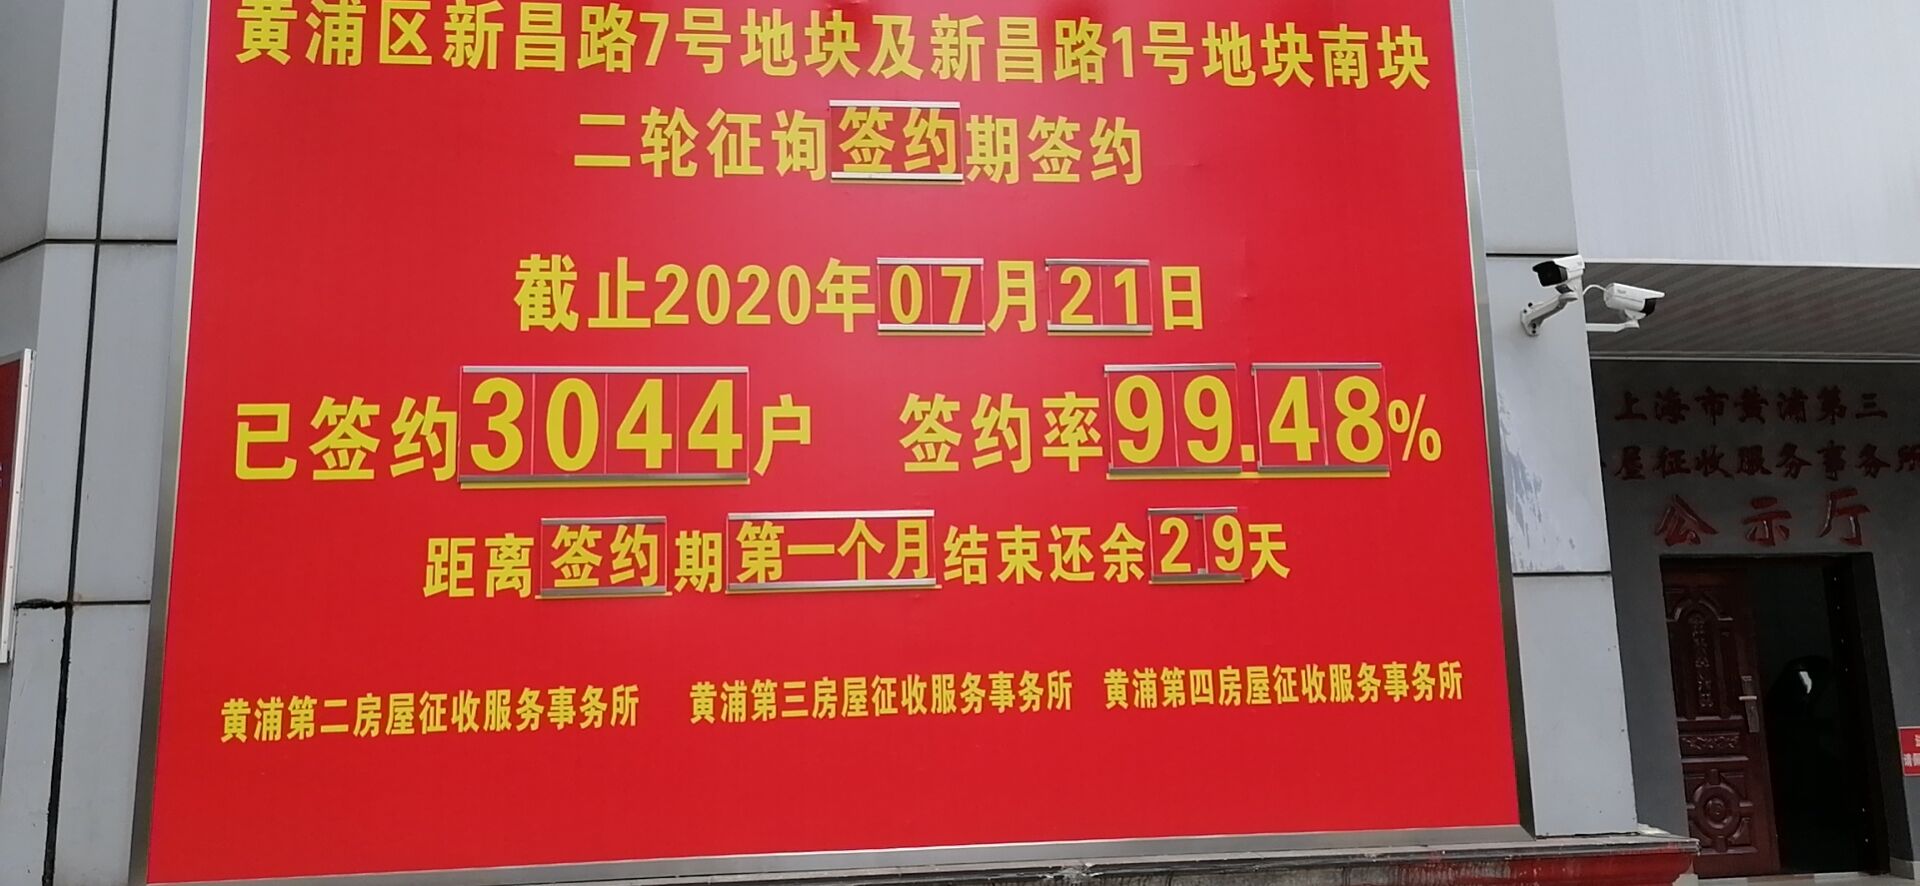 黄浦区新昌路7号地块及新昌路1号地块南块
二轮征询签约期签约
截止2020年07月21日
已签约3044户 签约率99.48%
距离签约期第一个月结束还余29天
黄浦第二房屋征收服务事务所 黄浦第三房屋征收服务事务所 黄浦第四房屋征收服务事务所
上海市黄浦第三
屋征收服务事务所
公示厅